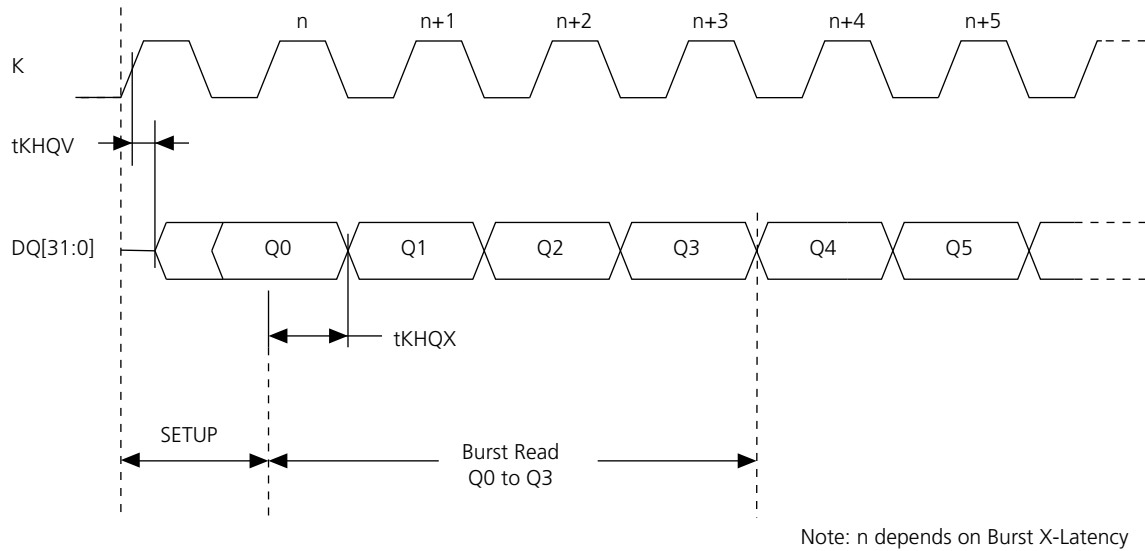 n n+1 n+2 n+3 n+4 n+5
K
tKHQV
DQ[31:0] Q0 Q1 Q2 Q3 Q4 Q5
tKHQX
SETUP
Burst Read
Q0 to Q3
Note: n depends on Burst X-Latency